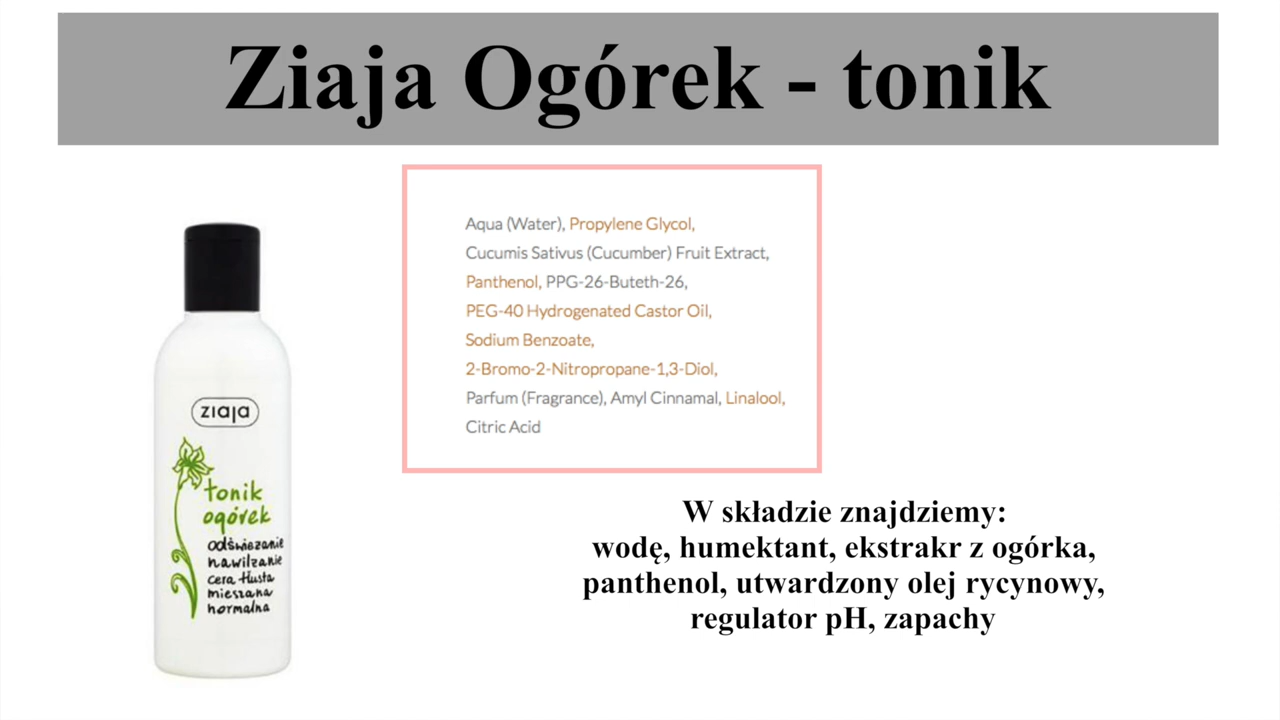 Ziaja Ogórek - tonik
Aqua (Water), Propylene Glycol,
Cucumis Sativus (Cucumber) Fruit Extract,
Panthenol, PPG-26-Buteth-26,
PEG-40 Hydrogenated Castor Oil,
Sodium Benzoate,
2-Bromo-2-Nitropropane-1,3-Diol,
Parfum (Fragrance), Amyl Cinnamal, Linalool,
Citric Acid
ziaja
tonik
ogórek
odświeżanie
nawilżanie
cera tłusta
mieszana
normalna
W składzie znajdziemy:
wodę, humektant, ekstrakr z ogórka,
panthenol, utwardzony olej rycynowy,
regulator pH, zapachy